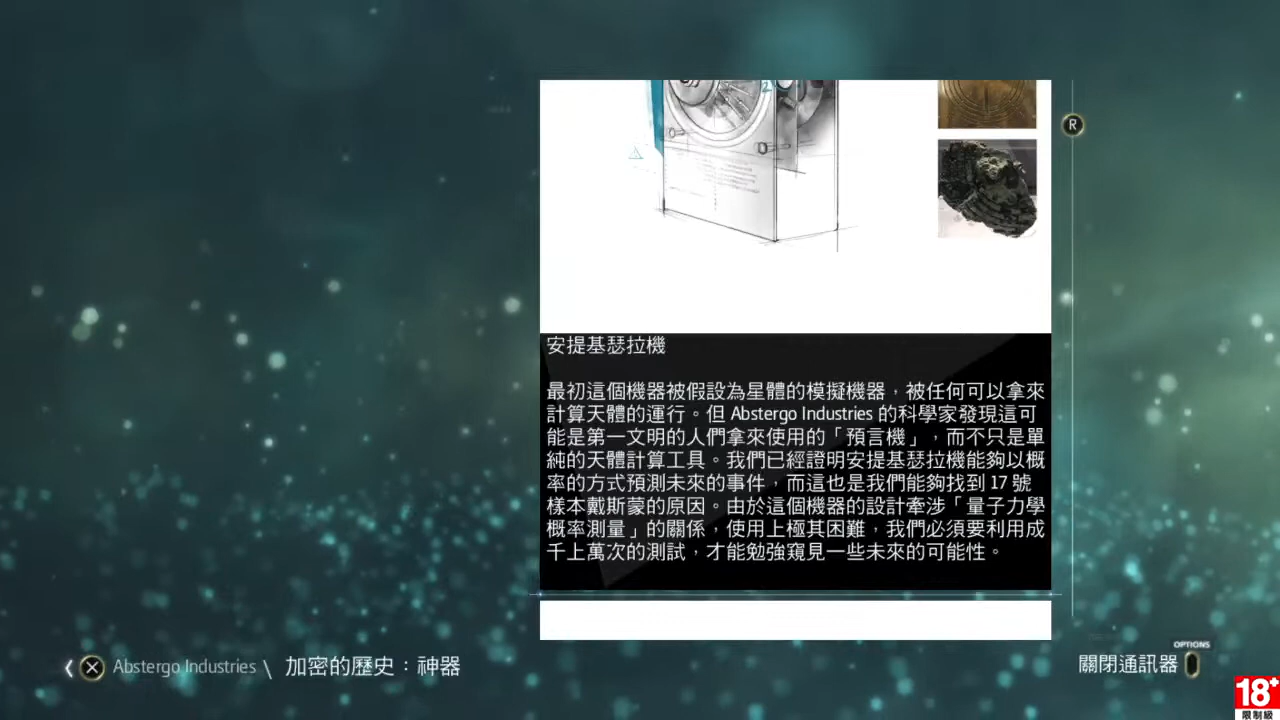 R
安提基瑟拉機
最初這個機器被假設為星體的模擬機器，被任何可以拿來
計算天體的運行。但 Abstergo Industries 的科學家發現這可
能是第一文明的人們拿來使用的「預言機」，而不只是單
純的天體計算工具。我們已經證明安提基瑟拉機能夠以概
率的方式預測未來的事件，而這也是我們能夠找到 17 號
樣本戴斯蒙的原因。由於這個機器的設計牽涉「量子力學
概率測量」的關係，使用上極其困難，我們必須要利用成
千上萬次的測試，才能勉強窺見一些未來的可能性。
OPTIONS
Abstergo Industries \ 加密的歷史：神器
關閉通訊器
18+
限制級